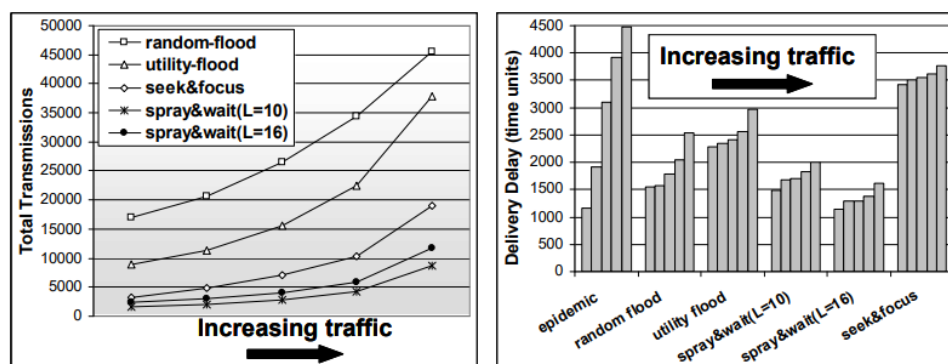 50000
45000
40000
35000
30000
25000
20000
15000
10000
5000
0
Total Transmissions
random-flood
utility-flood
seek&focus
spray&wait(L=10)
spray&wait(L=16)
Increasing traffic
4500
4000
3500
3000
2500
2000
1500
1000
500
0
Delivery Delay (time units)
Increasing traffic
epidemic
random flood
utility flood
spray&wait(L=10)
spray&wait(L=16)
seek&focus